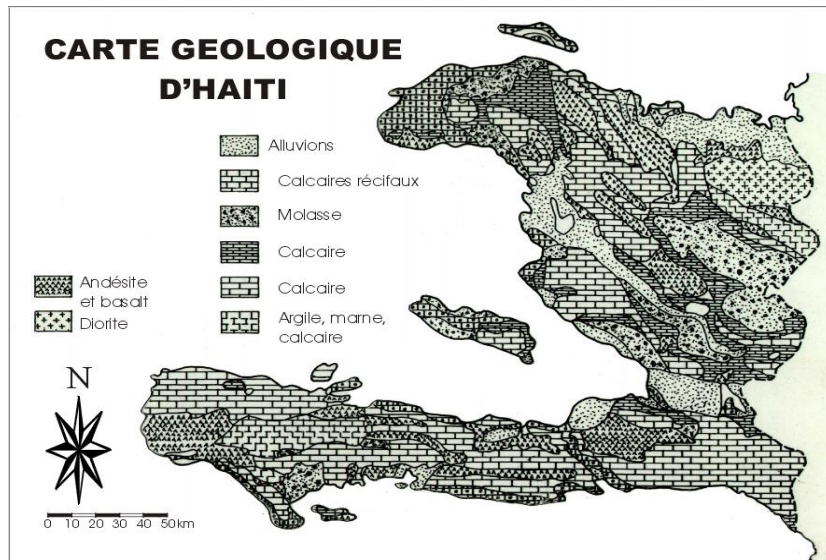 CARTE GEOLOGIQUE
D'HAITI
Alluvions
Calcaires récifaux
Molasse
Calcaire
Calcaire
Argile, marne,
calcaire
Andésite
et basalt
Diorite
N
0 10 20 30 40 50km